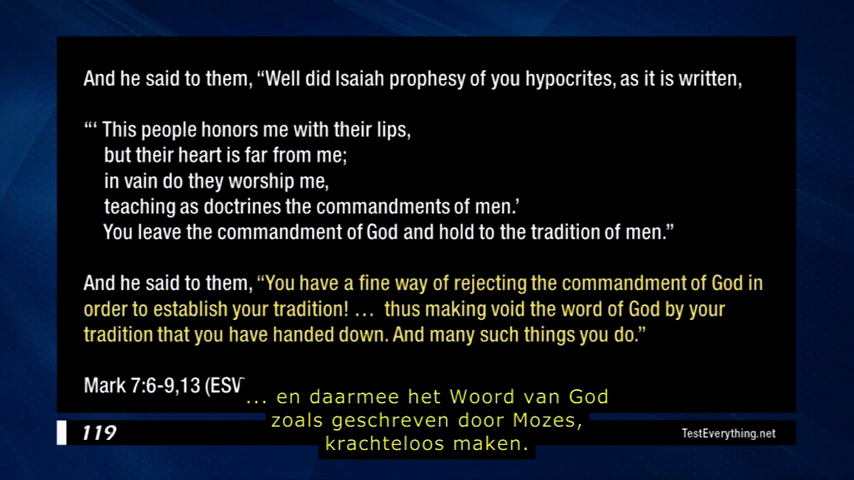 And he said to them, “Well did Isaiah prophesy of you hypocrites, as it is written,
“‘ This people honors me with their lips,
but their heart is far from me;
in vain do they worship me,
teaching as doctrines the commandments of men.’
You leave the commandment of God and hold to the tradition of men.”
And he said to them, “You have a fine way of rejecting the commandment of God in
order to establish your tradition! ... thus making void the word of God by your
tradition that you have handed down. And many such things you do.”
Mark 7:6-9,13 (ESV
... en daarmee het Woord van God
zoals geschreven door Mozes,
krachteloos maken.
119
TestEverything.net